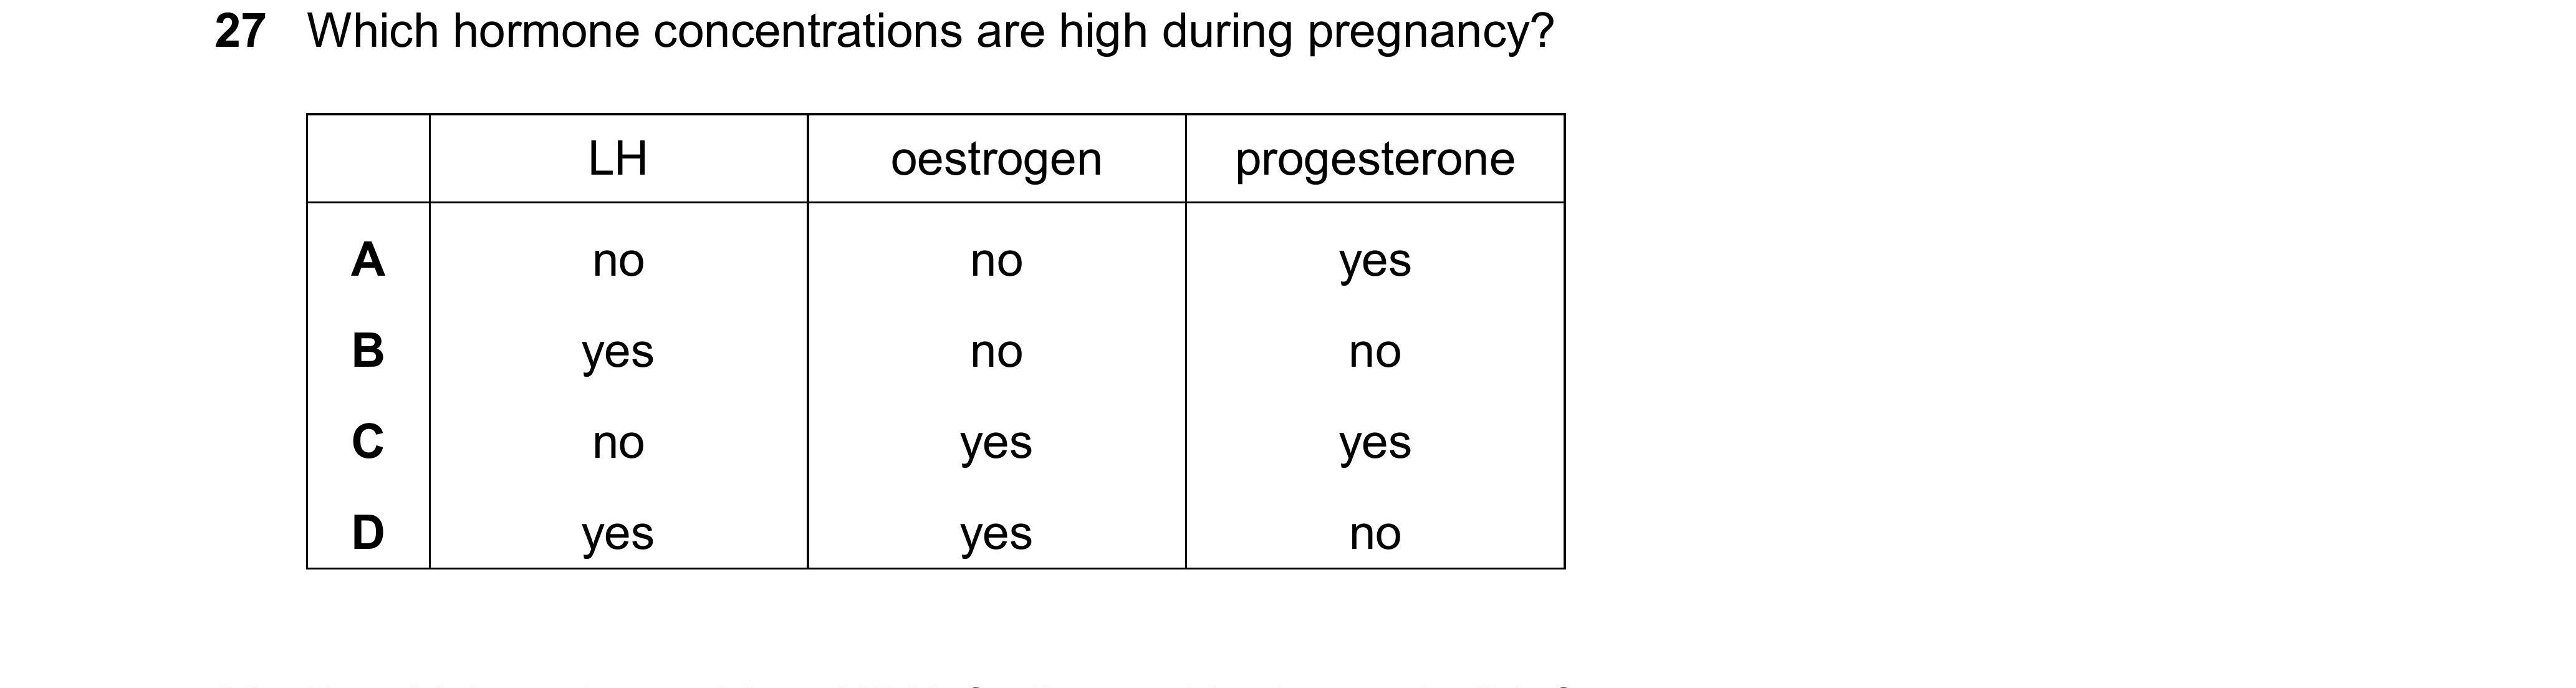 27 Which hormone concentrations are high during pregnancy?
LH oestrogen progesterone
A no no yes
B yes no no
C no yes yes
D yes yes no